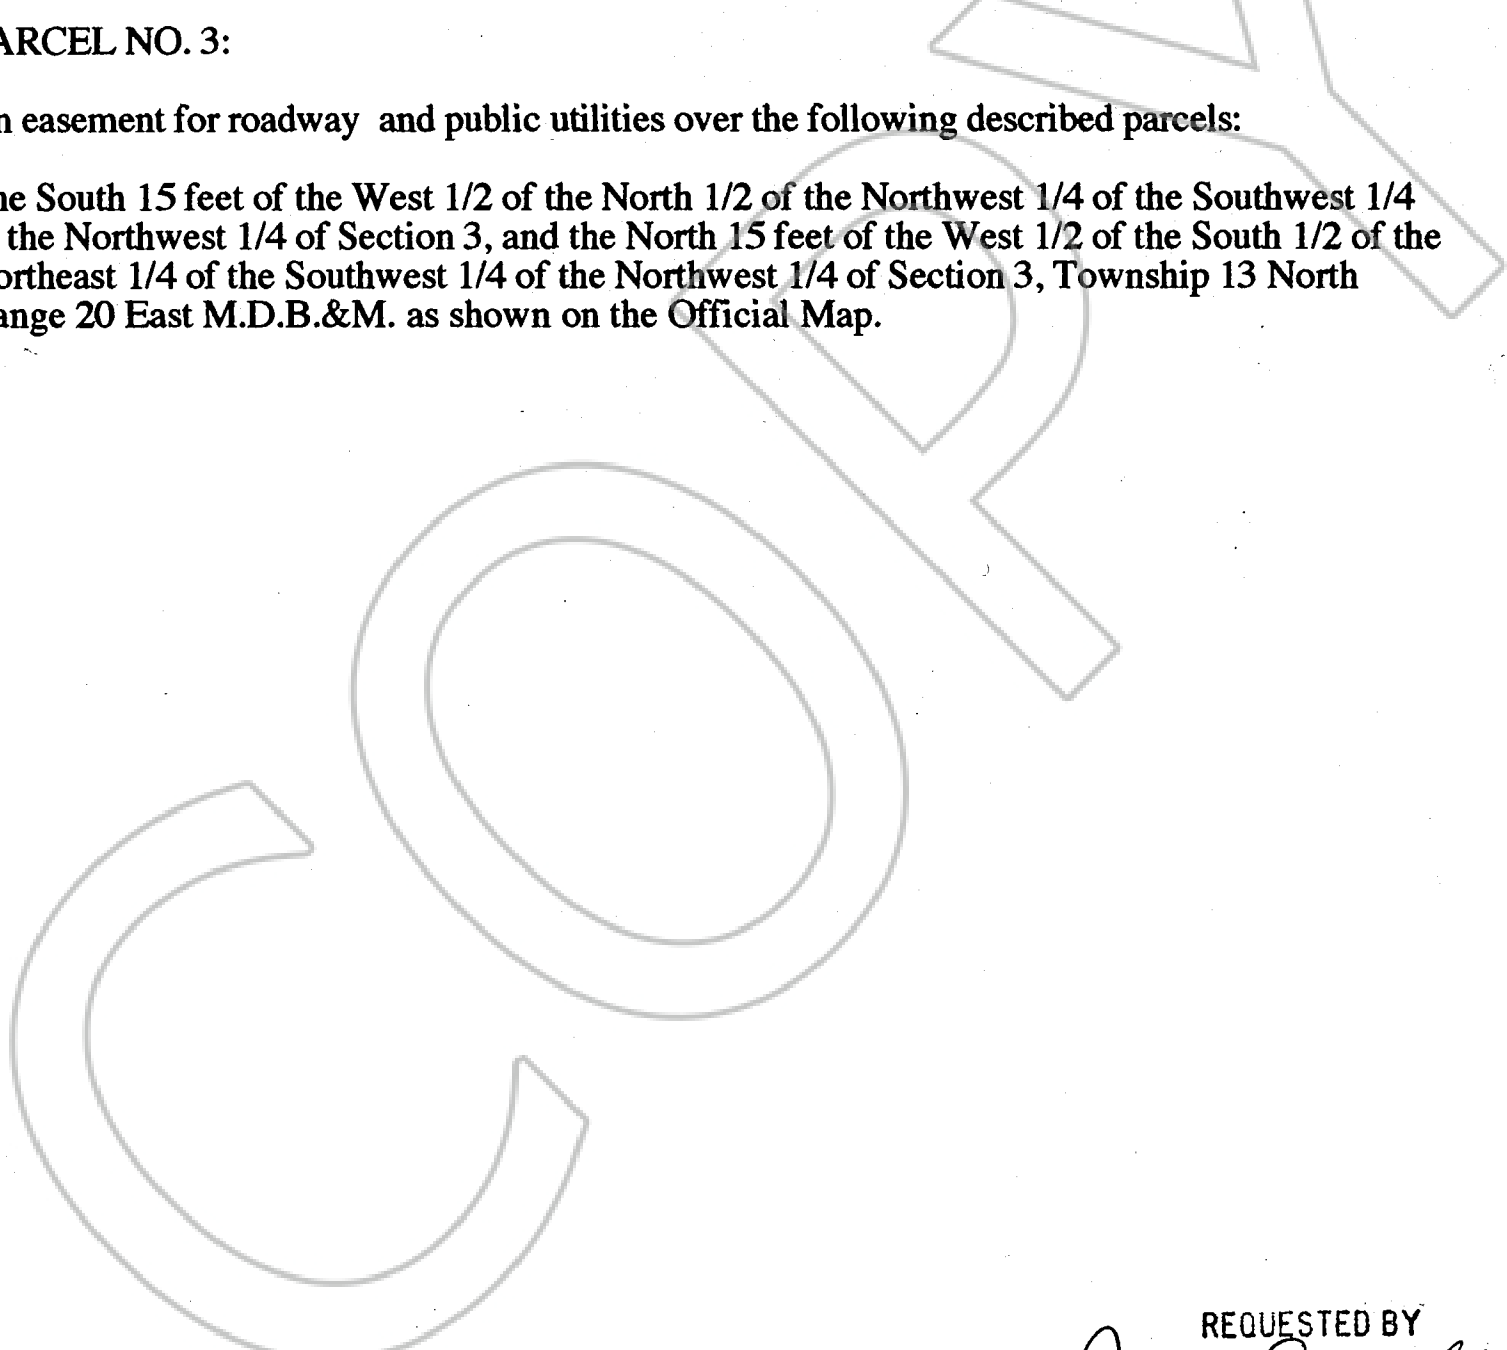 ARCEL NO. 3:
n easement for roadway and public utilities over the following described parcels:
ne South 15 feet of the West 1/2 of the North 1/2 of the Northwest 1/4 of the Southwest 1/4
the Northwest 1/4 of Section 3, and the North 15 feet of the West 1/2 of the South 1/2 of the
ortheast 1/4 of the Southwest 1/4 of the Northwest 1/4 of Section 3, Township 13 North
ange 20 East M.D.B.&M. as shown on the Official Map.
COPY
REQUESTED BY